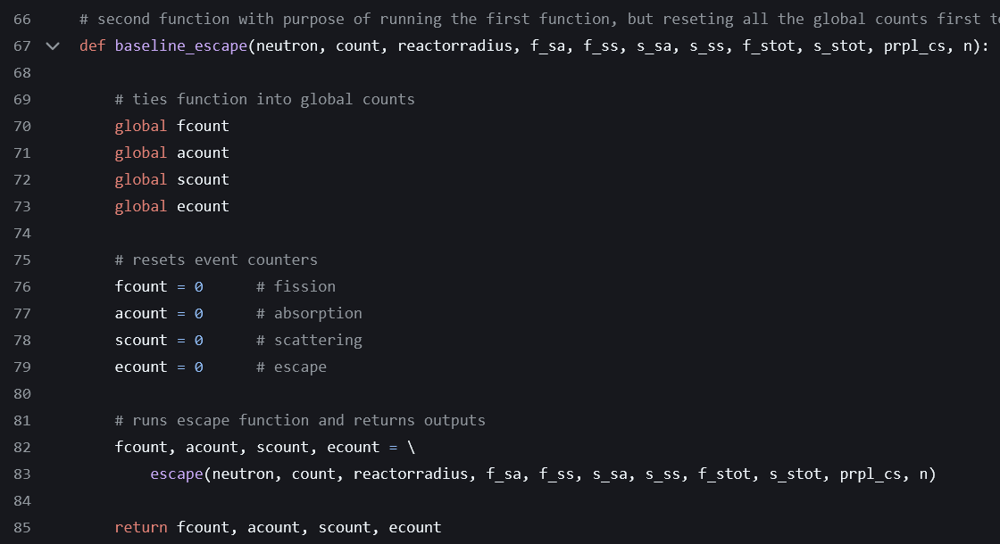 66 # second function with purpose of running the first function, but reseting all the global counts first
67 def baseline_escape(neutron, count, reactorradius, f_sa, f_ss, s_sa, s_ss, f_stot, s_stot, prpl_cs, n):
68
69 # ties function into global counts
70 global fcount
71 global acount
72 global scount
73 global ecount
74
75 # resets event counters
76 fcount = 0 # fission
77 acount = 0 # absorption
78 scount = 0 # scattering
79 ecount = 0 # escape
80
81 # runs escape function and returns outputs
82 fcount, acount, scount, ecount = \
83 escape(neutron, count, reactorradius, f_sa, f_ss, s_sa, s_ss, f_stot, s_stot, prpl_cs, n)
84
85 return fcount, acount, scount, ecount